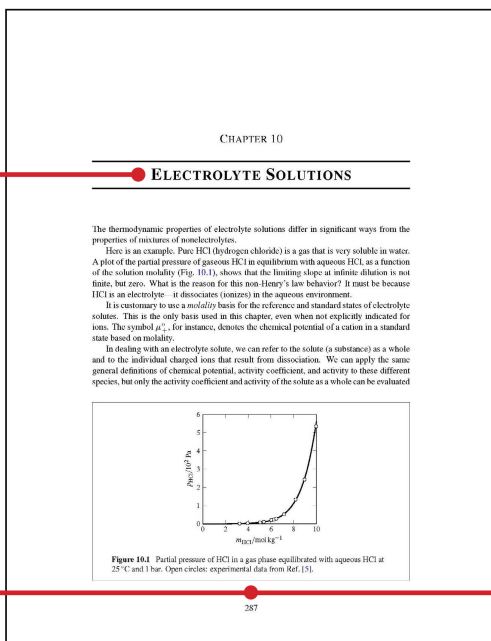 CHAPTER 10
ELECTROLYTE SOLUTIONS
The thermodynamic properties of electrolyte solutions differ in significant ways from the
properties of mixtures of nonelectrolytes.
Here is an example. Pure HCl (hydrogen chloride) is a gas that is very soluble in water.
A plot of the partial pressure of gaseous HCl in equilibrium with aqueous HCl, as a function
of the solution molality (Fig. 10.1), shows that the limiting slope at infinite dilution is not
finite, but zero. What is the reason for this non-Henry's law behavior? It must be because
HCl is an electrolyte—it dissociates (ionizes) in the aqueous environment.
It is customary to use a molality basis for the reference and standard states of electrolyte
solutes. This is the only basis used in this chapter, even when not explicitly indicated for
ions. The symbol μ₊°, for instance, denotes the chemical potential of a cation in a standard
state based on molality.
In dealing with an electrolyte solute, we can refer to the solute (a substance) as a whole
and to the individual charged ions that result from dissociation. We can apply the same
general definitions of chemical potential, activity coefficient, and activity to these different
species, but only the activity coefficient and activity of the solute as a whole can be evaluated
6
5
4
3
2
1
0
pHCl/10² Pa
0 2 4 6 8 10
mHCl/mol kg⁻¹
Figure 10.1 Partial pressure of HCl in a gas phase equilibrated with aqueous HCl at
25 °C and 1 bar. Open circles: experimental data from Ref. [5].
287